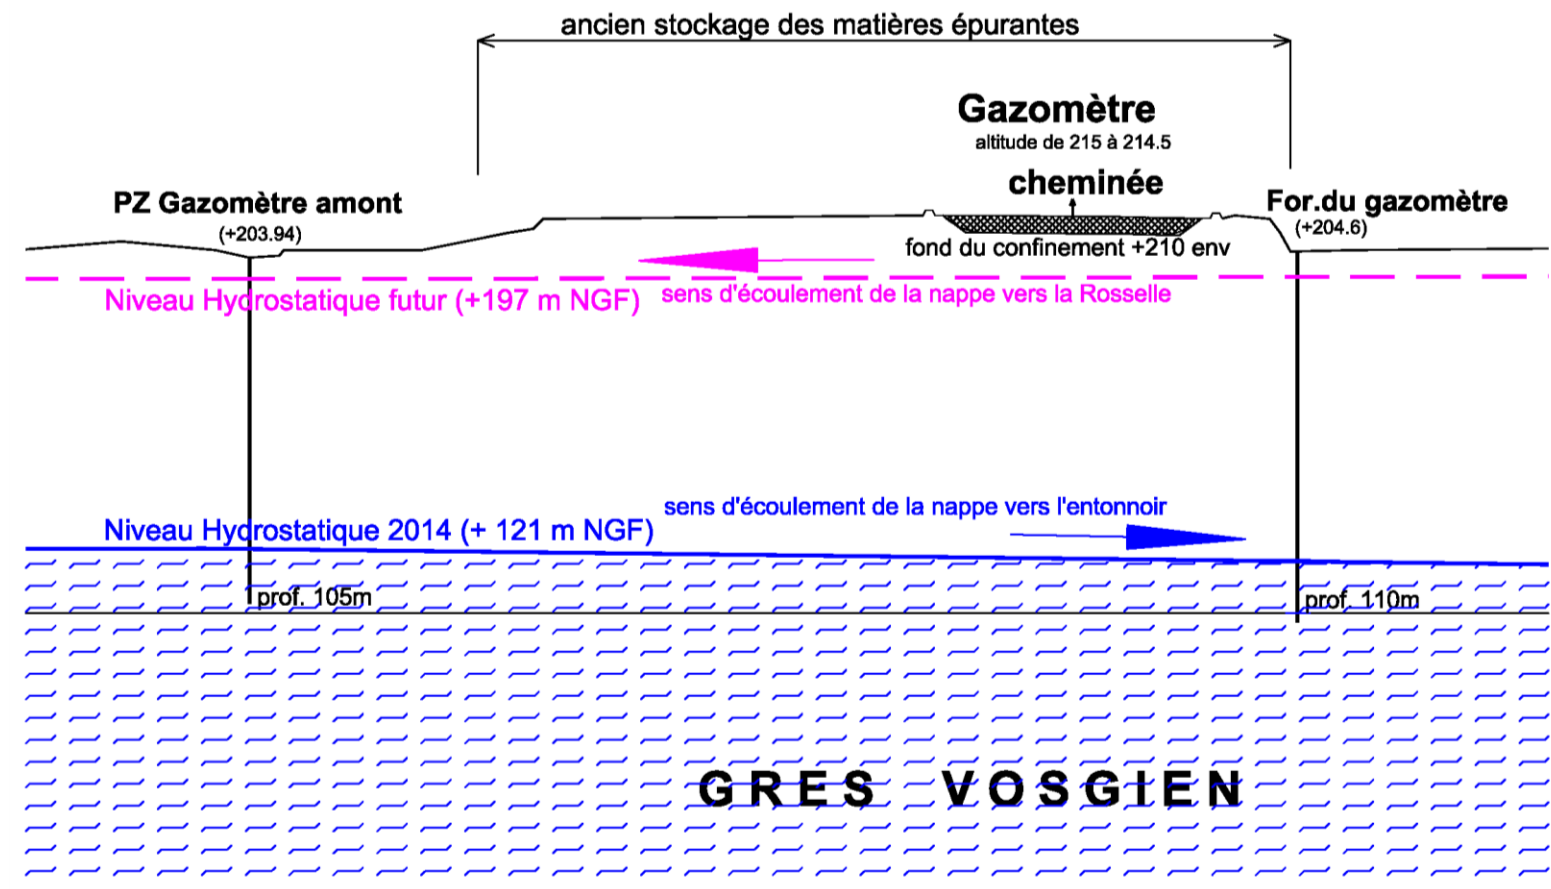 ancien stockage des matières épurantes
Gazomètre
altitude de 215 à 214.5
cheminée
PZ Gazomètre amont
(+203.94)
For.du gazomètre
(+204.6)
fond du confinement +210 env
Niveau Hydrostatique futur (+197 m NGF)
sens d'écoulement de la nappe vers la Rosselle
sens d'écoulement de la nappe vers l'entonnoir
Niveau Hydrostatique 2014 (+ 121 m NGF)
prof. 105m
prof. 110m
GRES VOSGIEN